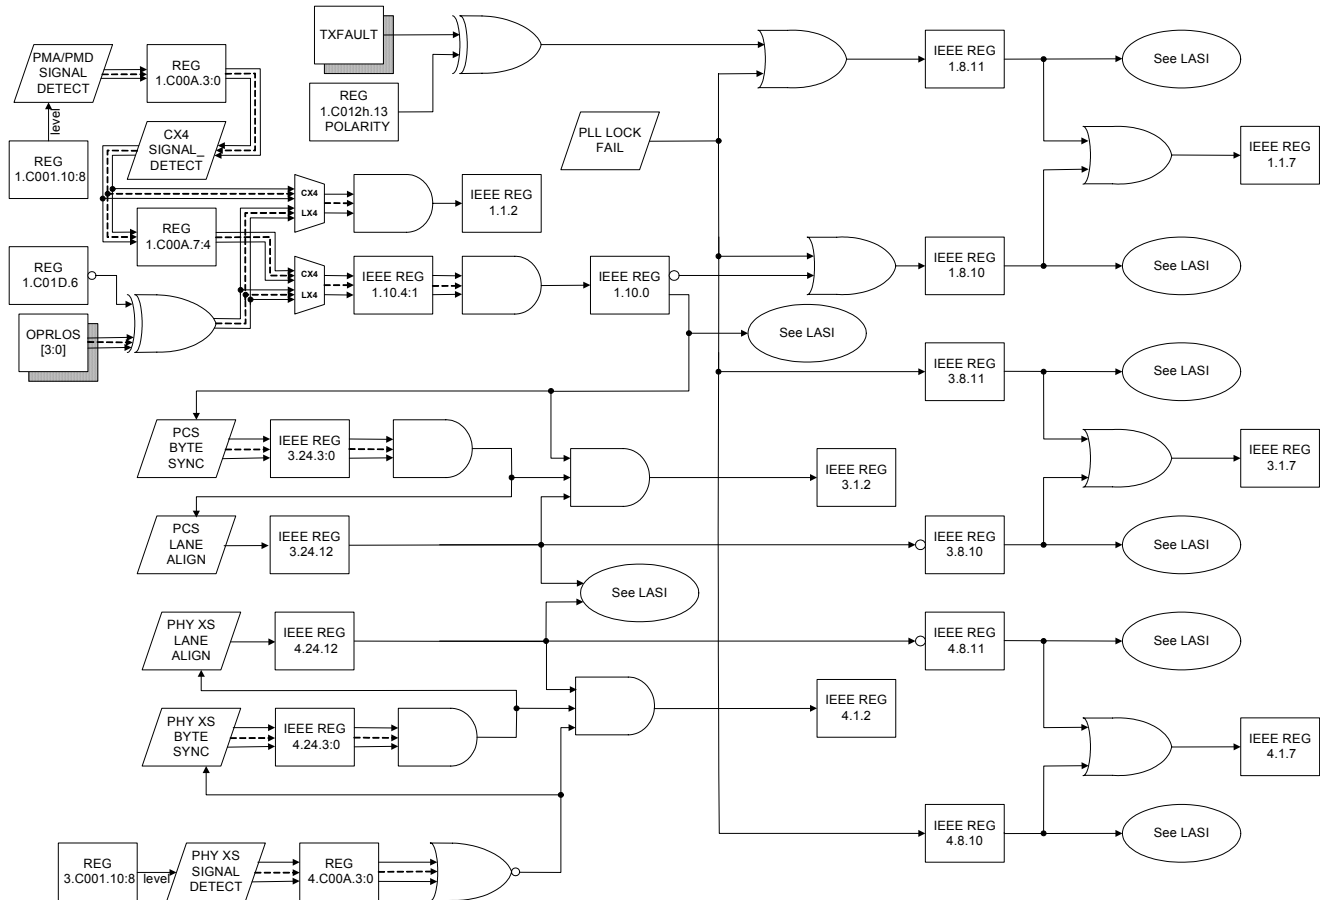 TXFAULT
REG
1.C012h.13
POLARITY
PMA/PMD
SIGNAL
DETECT
REG
1.C00A.3:0
level
REG
1.C001.10:8
CX4
SIGNAL_
DETECT
PLL LOCK
FAIL
IEEE REG
1.8.11
See LASI
IEEE REG
1.1.7
CX4
LX4
IEEE REG
1.1.2
REG
1.C00A.7:4
REG
1.C01D.6
CX4
LX4
IEEE REG
1.10.4:1
IEEE REG
1.10.0
IEEE REG
1.8.10
See LASI
OPRLOS
[3:0]
See LASI
IEEE REG
3.8.11
See LASI
PCS
BYTE
SYNC
IEEE REG
3.24.3:0
IEEE REG
3.1.2
IEEE REG
3.1.7
PCS
LANE
ALIGN
IEEE REG
3.24.12
IEEE REG
3.8.10
See LASI
See LASI
PHY XS
LANE
ALIGN
IEEE REG
4.24.12
IEEE REG
4.8.11
See LASI
IEEE REG
4.1.2
PHY XS
BYTE
SYNC
IEEE REG
4.24.3:0
IEEE REG
4.1.7
IEEE REG
4.8.10
See LASI
REG
3.C001.10:8
level
PHY XS
SIGNAL
DETECT
REG
4.C00A.3:0